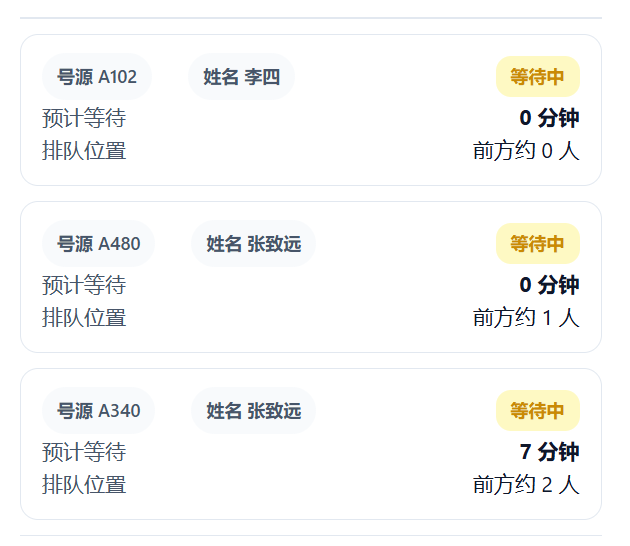 号源 A102 姓名 李四 等待中
预计等待 0 分钟
排队位置 前方约 0 人
号源 A480 姓名 张致远 等待中
预计等待 0 分钟
排队位置 前方约 1 人
号源 A340 姓名 张致远 等待中
预计等待 7 分钟
排队位置 前方约 2 人